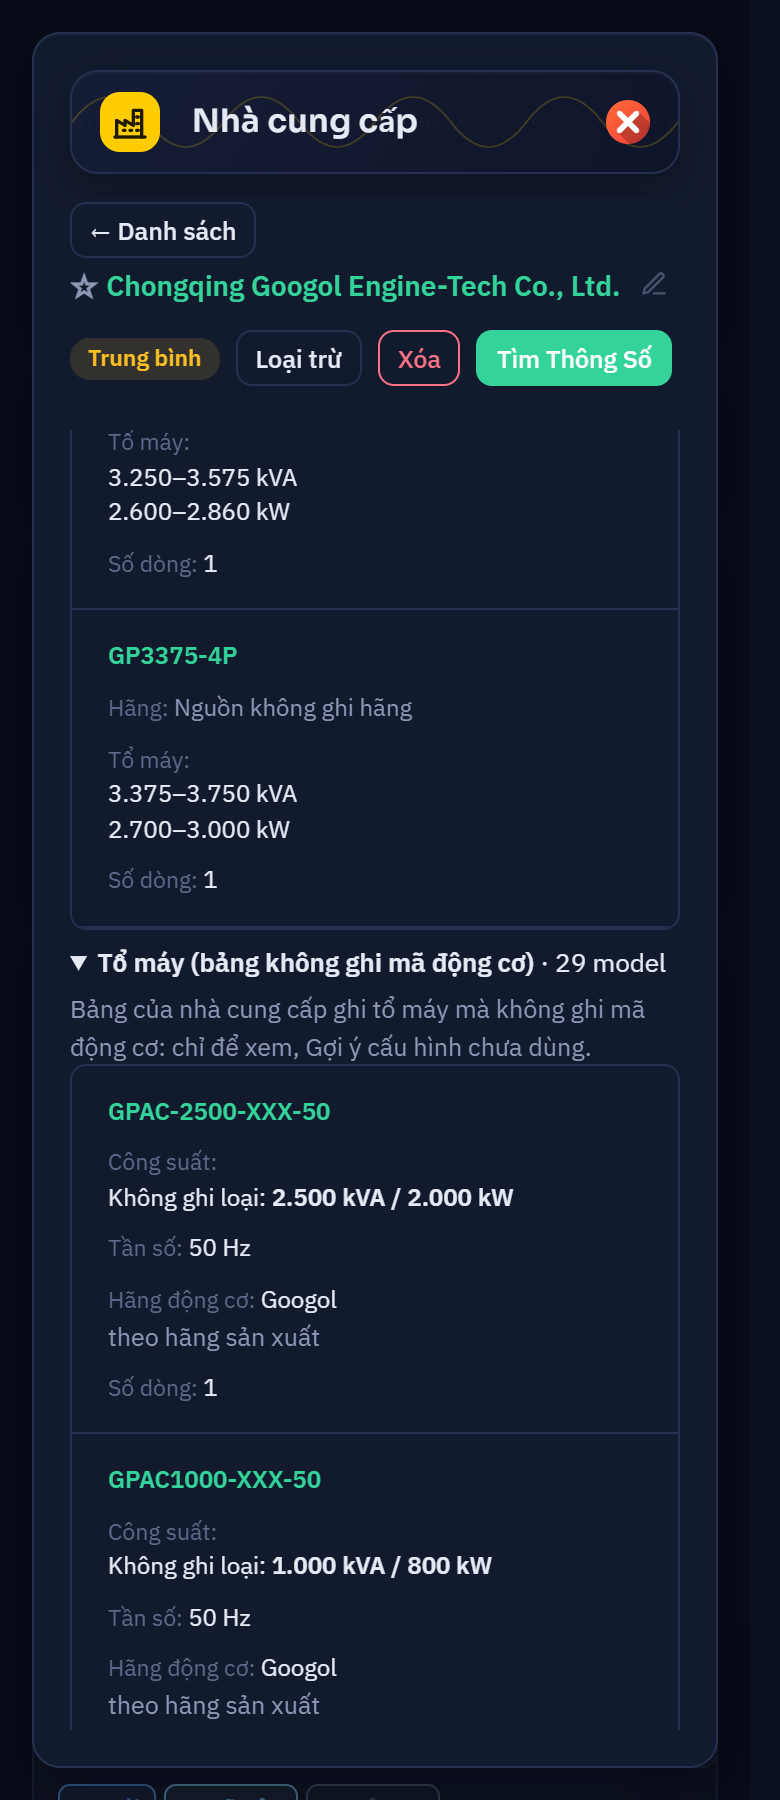 Nhà cung cấp
← Danh sách
☆ Chongqing Googol Engine-Tech Co., Ltd.
Trung bình
Loại trừ
Xóa
Tìm Thông Số
Tổ máy:
3.250–3.575 kVA
2.600–2.860 kW
Số dòng: 1
GP3375-4P
Hãng: Nguồn không ghi hãng
Tổ máy:
3.375–3.750 kVA
2.700–3.000 kW
Số dòng: 1
▼ Tổ máy (bảng không ghi mã động cơ) · 29 model
Bảng của nhà cung cấp ghi tổ máy mà không ghi mã
động cơ: chỉ để xem, Gợi ý cấu hình chưa dùng.
GPAC-2500-XXX-50
Công suất:
Không ghi loại: 2.500 kVA / 2.000 kW
Tần số: 50 Hz
Hãng động cơ: Googol
theo hãng sản xuất
Số dòng: 1
GPAC1000-XXX-50
Công suất:
Không ghi loại: 1.000 kVA / 800 kW
Tần số: 50 Hz
Hãng động cơ: Googol
theo hãng sản xuất